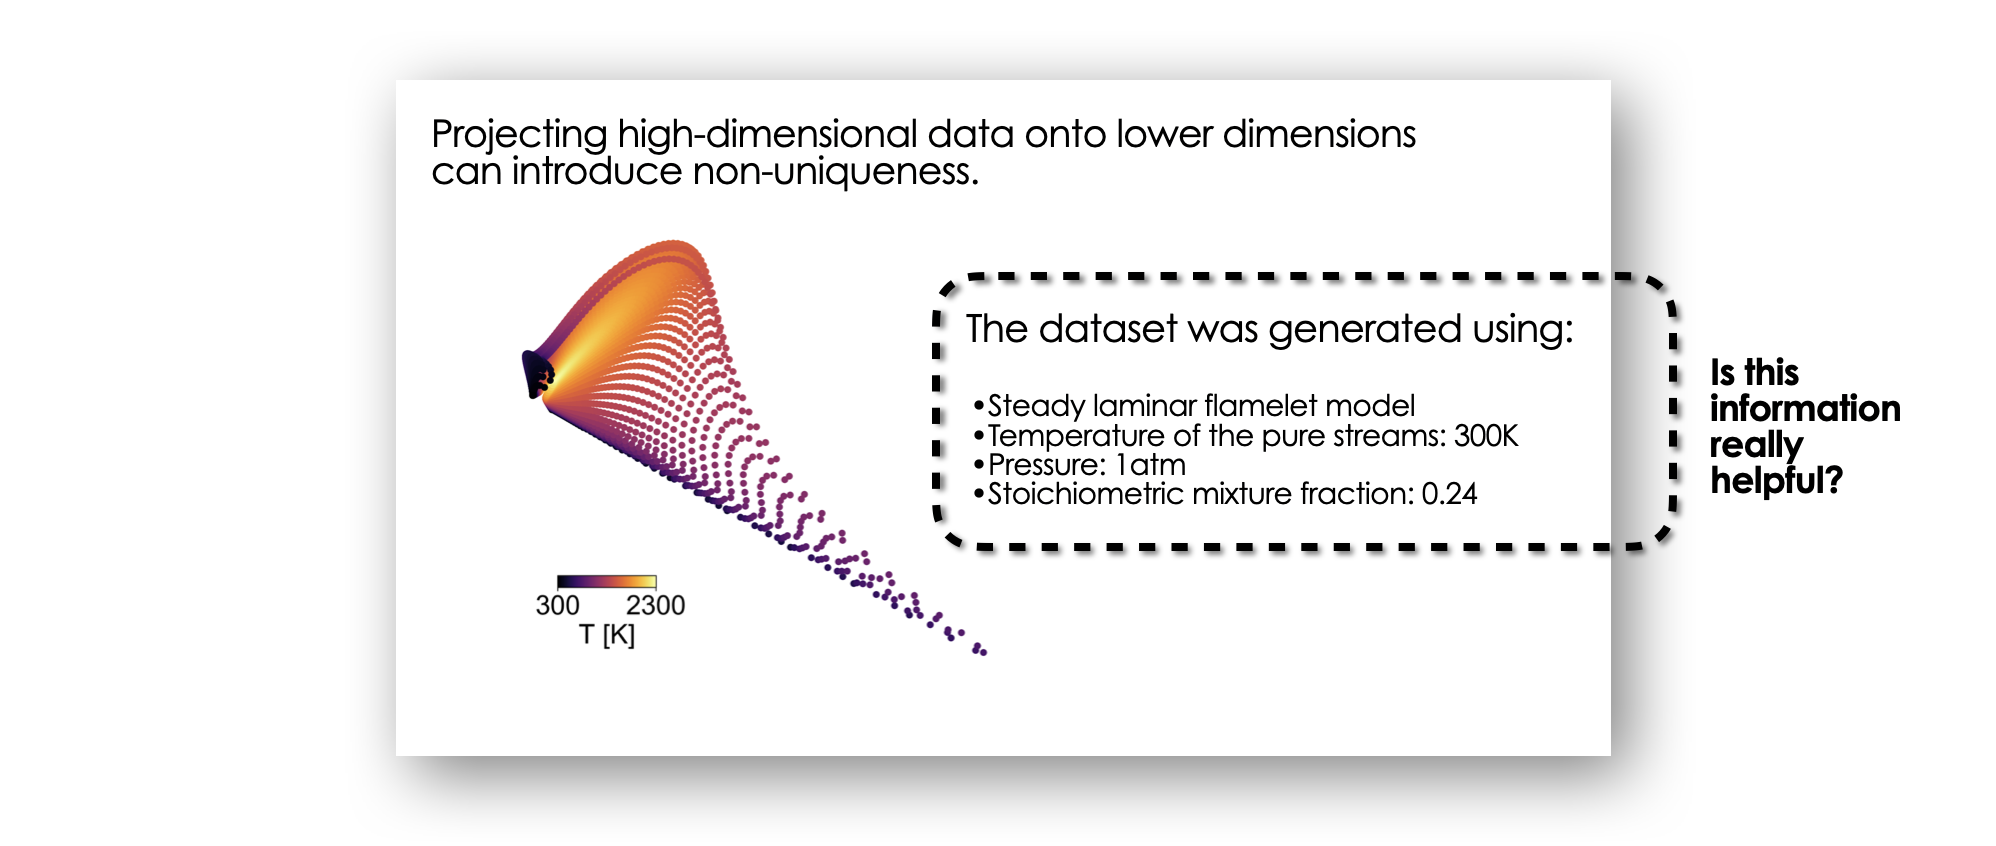 Projecting high-dimensional data onto lower dimensions
can introduce non-uniqueness.
The dataset was generated using:
•Steady laminar flamelet model
•Temperature of the pure streams: 300K
•Pressure: 1atm
•Stoichiometric mixture fraction: 0.24
Is this
information
really
helpful?
300 2300
T [K]